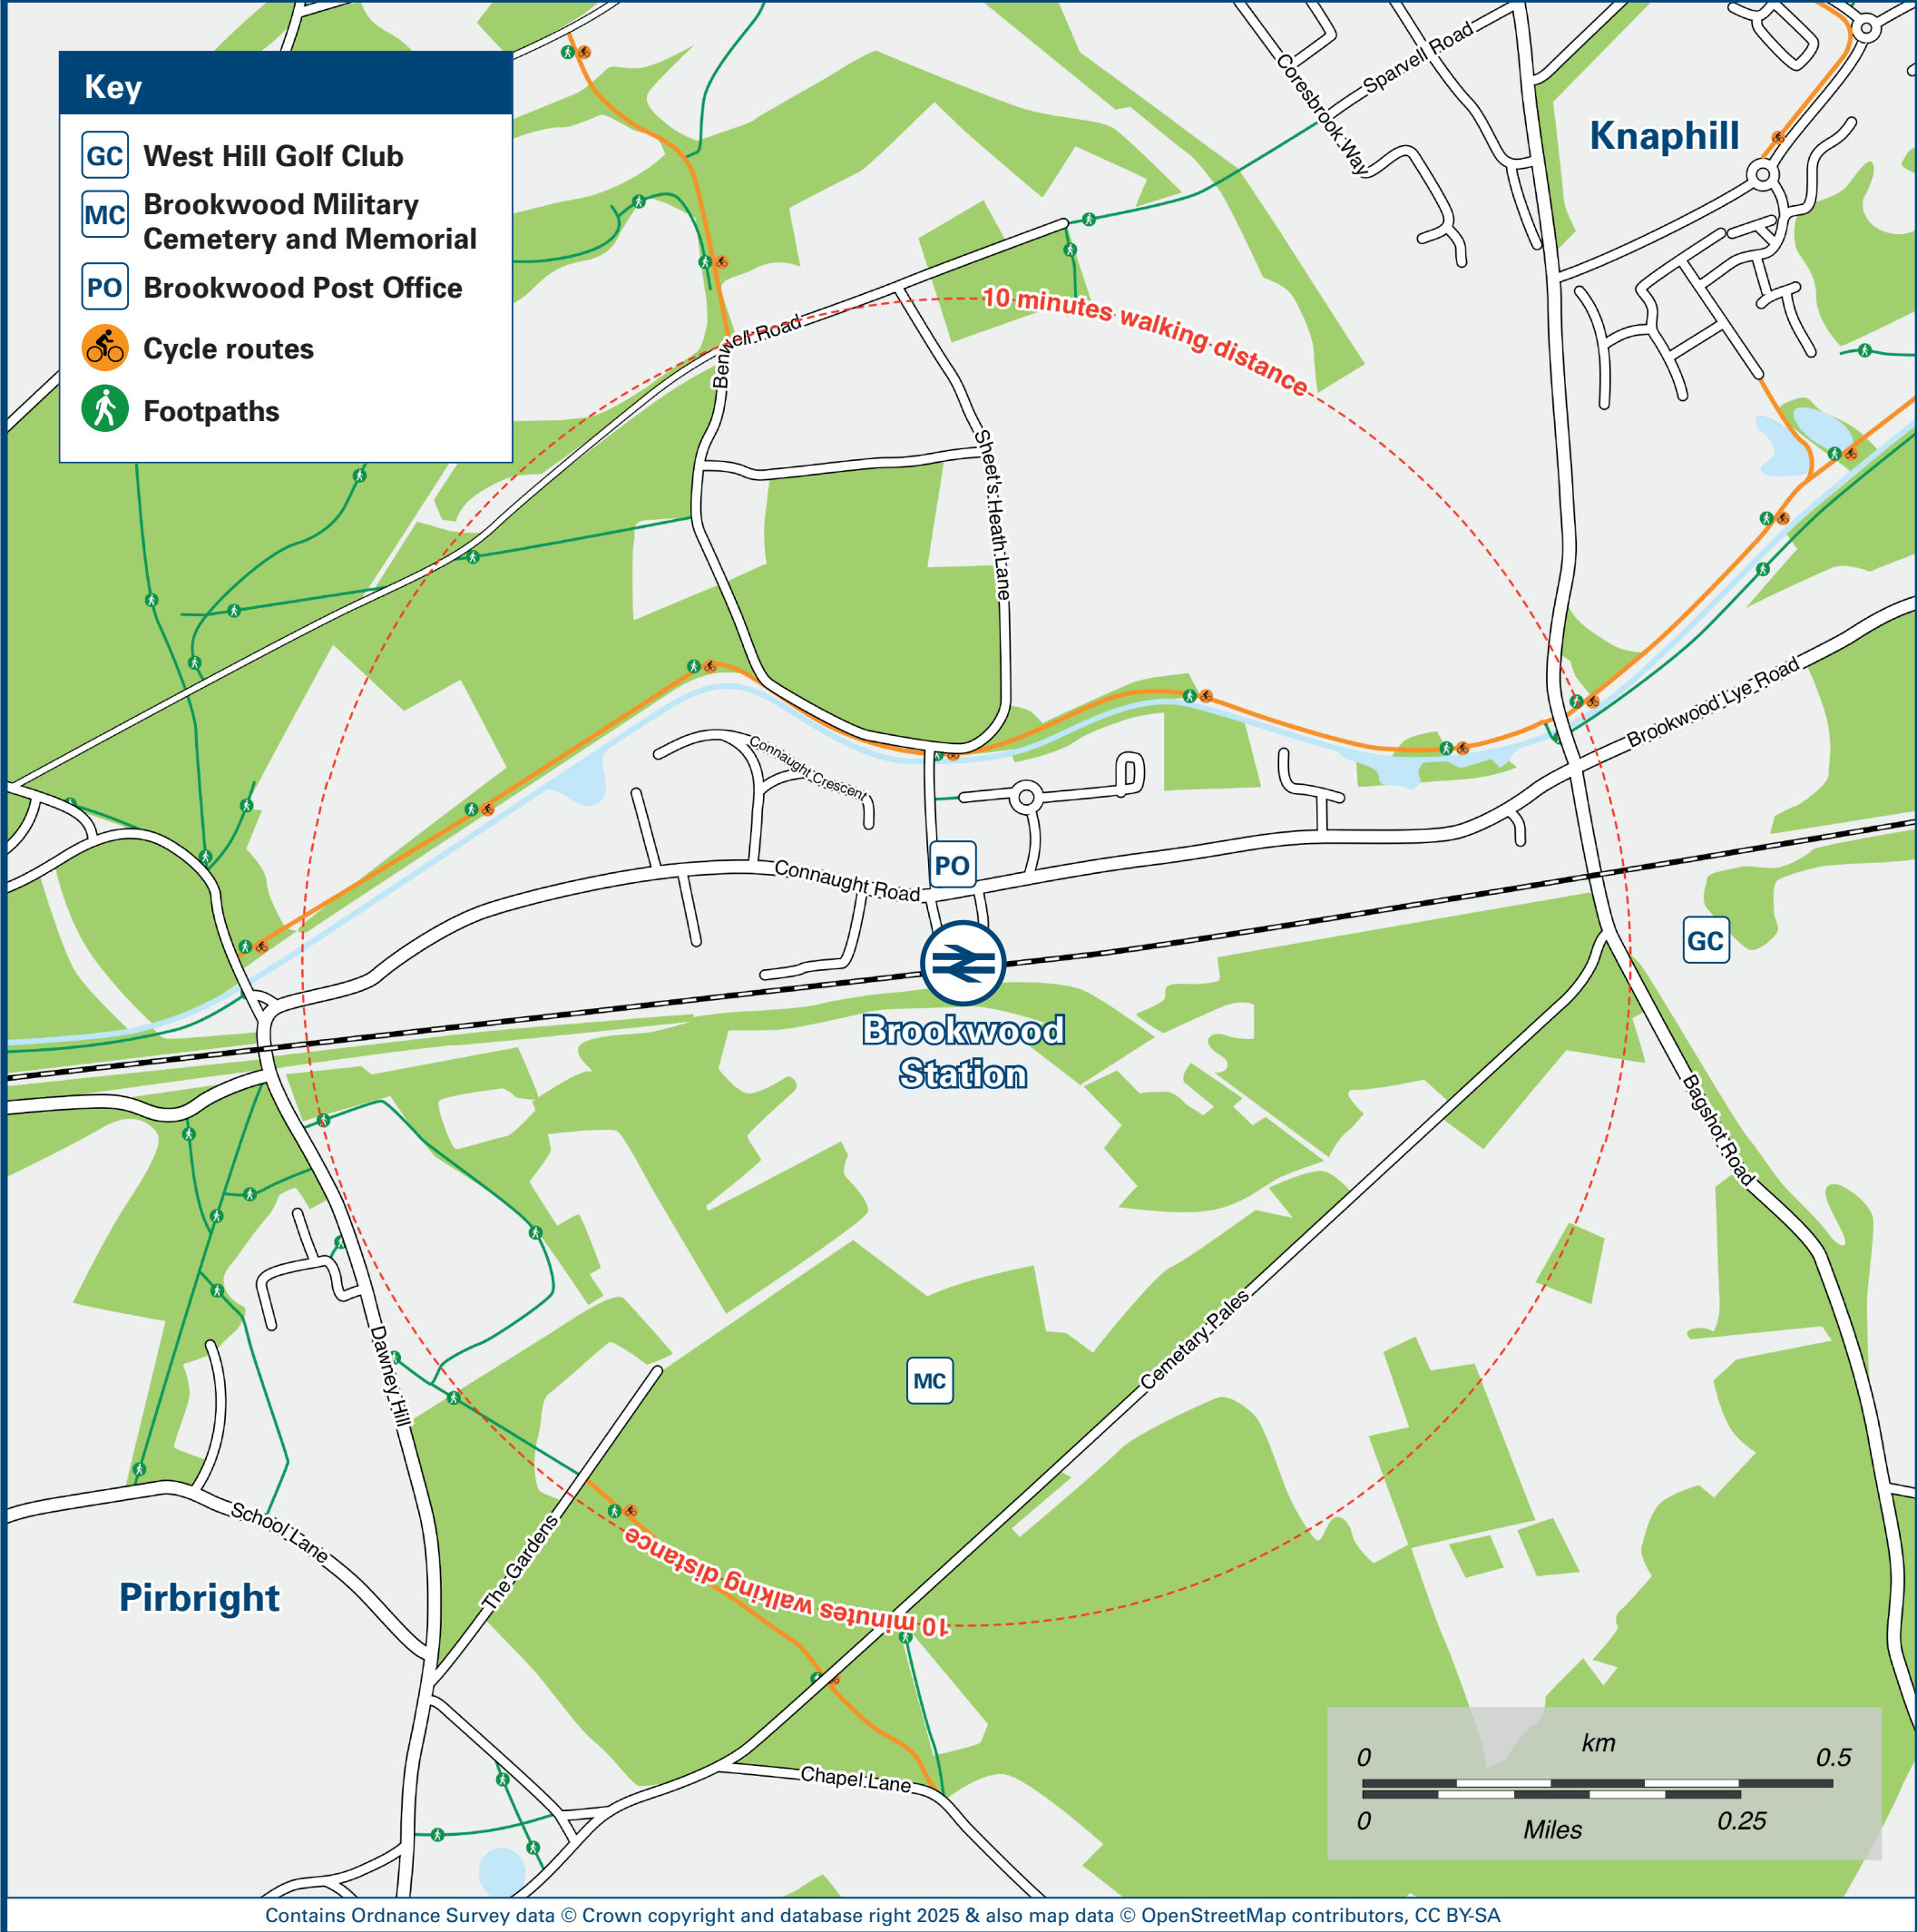 Key
GC West Hill Golf Club
MC Brookwood Military
Cemetery and Memorial
PO Brookwood Post Office
Cycle routes
Footpaths
Coresbrook Way
Sparvell Road
Knaphill
10 minutes walking distance
Benwell Road
Sheet's Heath Lane
Brookwood Lye Road
Connaught Crescent
PO
Connaught Road
GC
Brookwood
Station
Bagshot Road
Dawney Hill
MC
Cemetary Pales
School Lane
The Gardens
Pirbright
10 minutes walking distance
Chapel Lane
km
0 0.5
0 0.25
Miles
Contains Ordnance Survey data © Crown copyright and database right 2025 & also map data © OpenStreetMap contributors, CC BY-SA